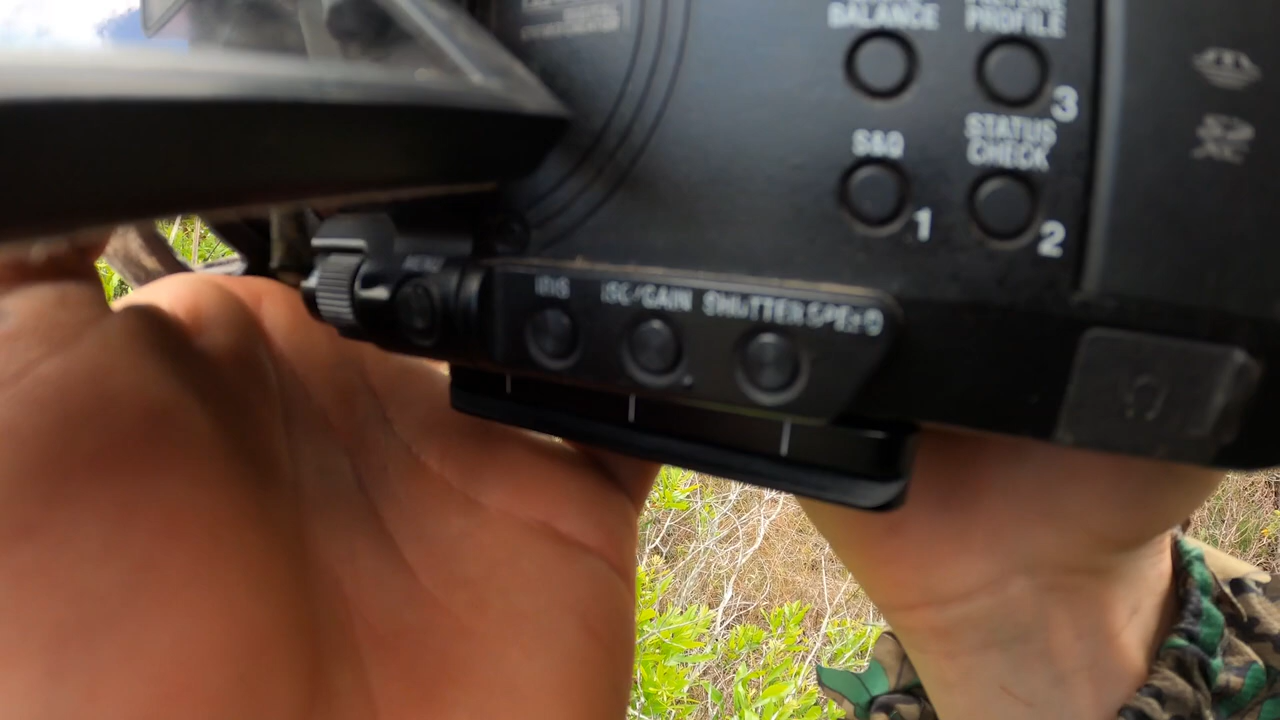 BALANCE
PROFILE
3
S&Q
STATUS
CHECK
1
2
IRIS
ISO/GAIN SHUTTER SPEED